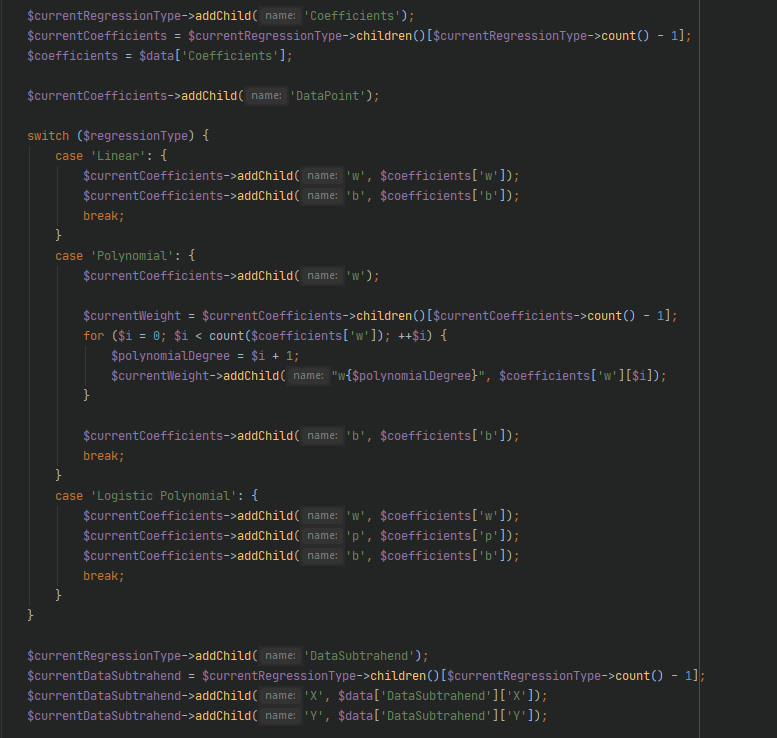 $currentRegressionType->addChild( name: 'Coefficients');
$currentCoefficients = $currentRegressionType->children()[$currentRegressionType->count() - 1];
$coefficients = $data['Coefficients'];
$currentCoefficients->addChild( name: 'DataPoint');
switch ($regressionType) {
case 'Linear': {
$currentCoefficients->addChild( name: 'w', $coefficients['w']);
$currentCoefficients->addChild( name: 'b', $coefficients['b']);
break;
}
case 'Polynomial': {
$currentCoefficients->addChild( name: 'w');
$currentWeight = $currentCoefficients->children()[$currentCoefficients->count() - 1];
for ($i = 0; $i < count($coefficients['w']); ++$i) {
$polynomialDegree = $i + 1;
$currentWeight->addChild( name: "w{$polynomialDegree}", $coefficients['w'][$i]);
}
$currentCoefficients->addChild( name: 'b', $coefficients['b']);
break;
}
case 'Logistic Polynomial': {
$currentCoefficients->addChild( name: 'w', $coefficients['w']);
$currentCoefficients->addChild( name: 'p', $coefficients['p']);
$currentCoefficients->addChild( name: 'b', $coefficients['b']);
break;
}
}
$currentRegressionType->addChild( name: 'DataSubtrahend');
$currentDataSubtrahend = $currentRegressionType->children()[$currentRegressionType->count() - 1];
$currentDataSubtrahend->addChild( name: 'X', $data['DataSubtrahend']['X']);
$currentDataSubtrahend->addChild( name: 'Y', $data['DataSubtrahend']['Y']);